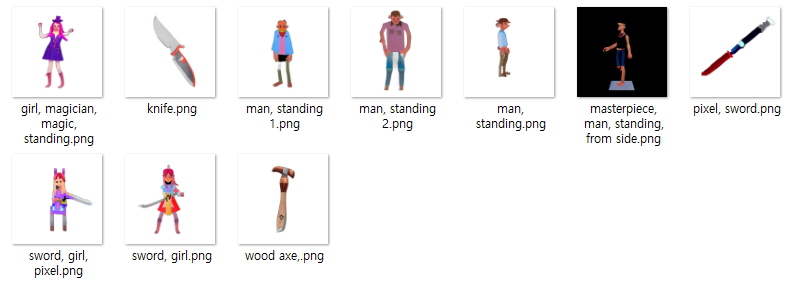 girl, magician,
magic,
standing.png
knife.png
man, standing
1.png
man, standing
2.png
man,
standing.png
masterpiece,
man, standing,
from side.png
pixel, sword.png
sword, girl,
pixel.png
sword, girl.png
wood axe,.png